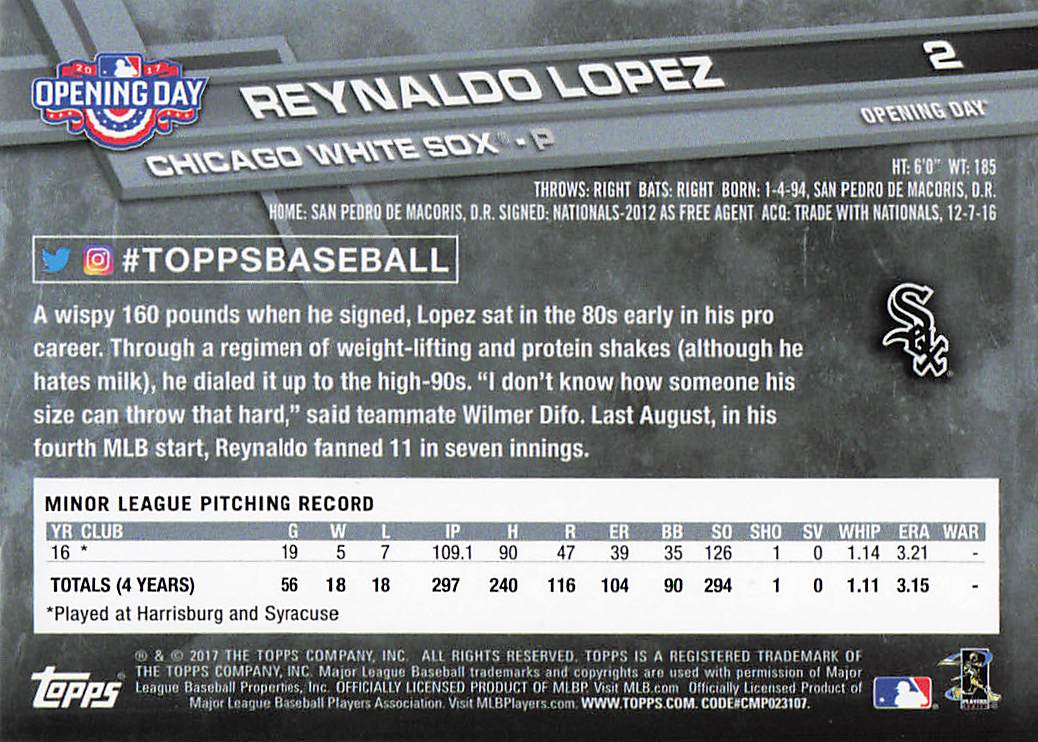 2017
OPENING DAY
REYNALDO LOPEZ
2
OPENING DAY
CHICAGO WHITE SOX® • P
HT: 6'0" WT: 185
THROWS: RIGHT BATS: RIGHT BORN: 1-4-94, SAN PEDRO DE MACORIS, D.R.
HOME: SAN PEDRO DE MACORIS, D.R. SIGNED: NATIONALS-2012 AS FREE AGENT ACQ: TRADE WITH NATIONALS, 12-7-16
#TOPPSBASEBALL
A wispy 160 pounds when he signed, Lopez sat in the 80s early in his pro
career. Through a regimen of weight-lifting and protein shakes (although he
hates milk), he dialed it up to the high-90s. “I don’t know how someone his
size can throw that hard,” said teammate Wilmer Difo. Last August, in his
fourth MLB start, Reynaldo fanned 11 in seven innings.
Sox
MINOR LEAGUE PITCHING RECORD
YR CLUB G W L IP H R ER BB SO SHO SV WHIP ERA WAR
16 * 19 5 7 109.1 90 47 39 35 126 1 0 1.14 3.21 -
TOTALS (4 YEARS) 56 18 18 297 240 116 104 90 294 1 0 1.11 3.15 -
*Played at Harrisburg and Syracuse
Topps®
® & © 2017 THE TOPPS COMPANY, INC. ALL RIGHTS RESERVED. TOPPS IS A REGISTERED TRADEMARK OF
THE TOPPS COMPANY, INC. Major League Baseball trademarks and copyrights are used with permission of Major
League Baseball Properties, Inc. OFFICIALLY LICENSED PRODUCT OF MLBP. Visit MLB.com Officially Licensed Product of
Major League Baseball Players Association. Visit MLBPlayers.com. WWW.TOPPS.COM. CODE#CMP023107.